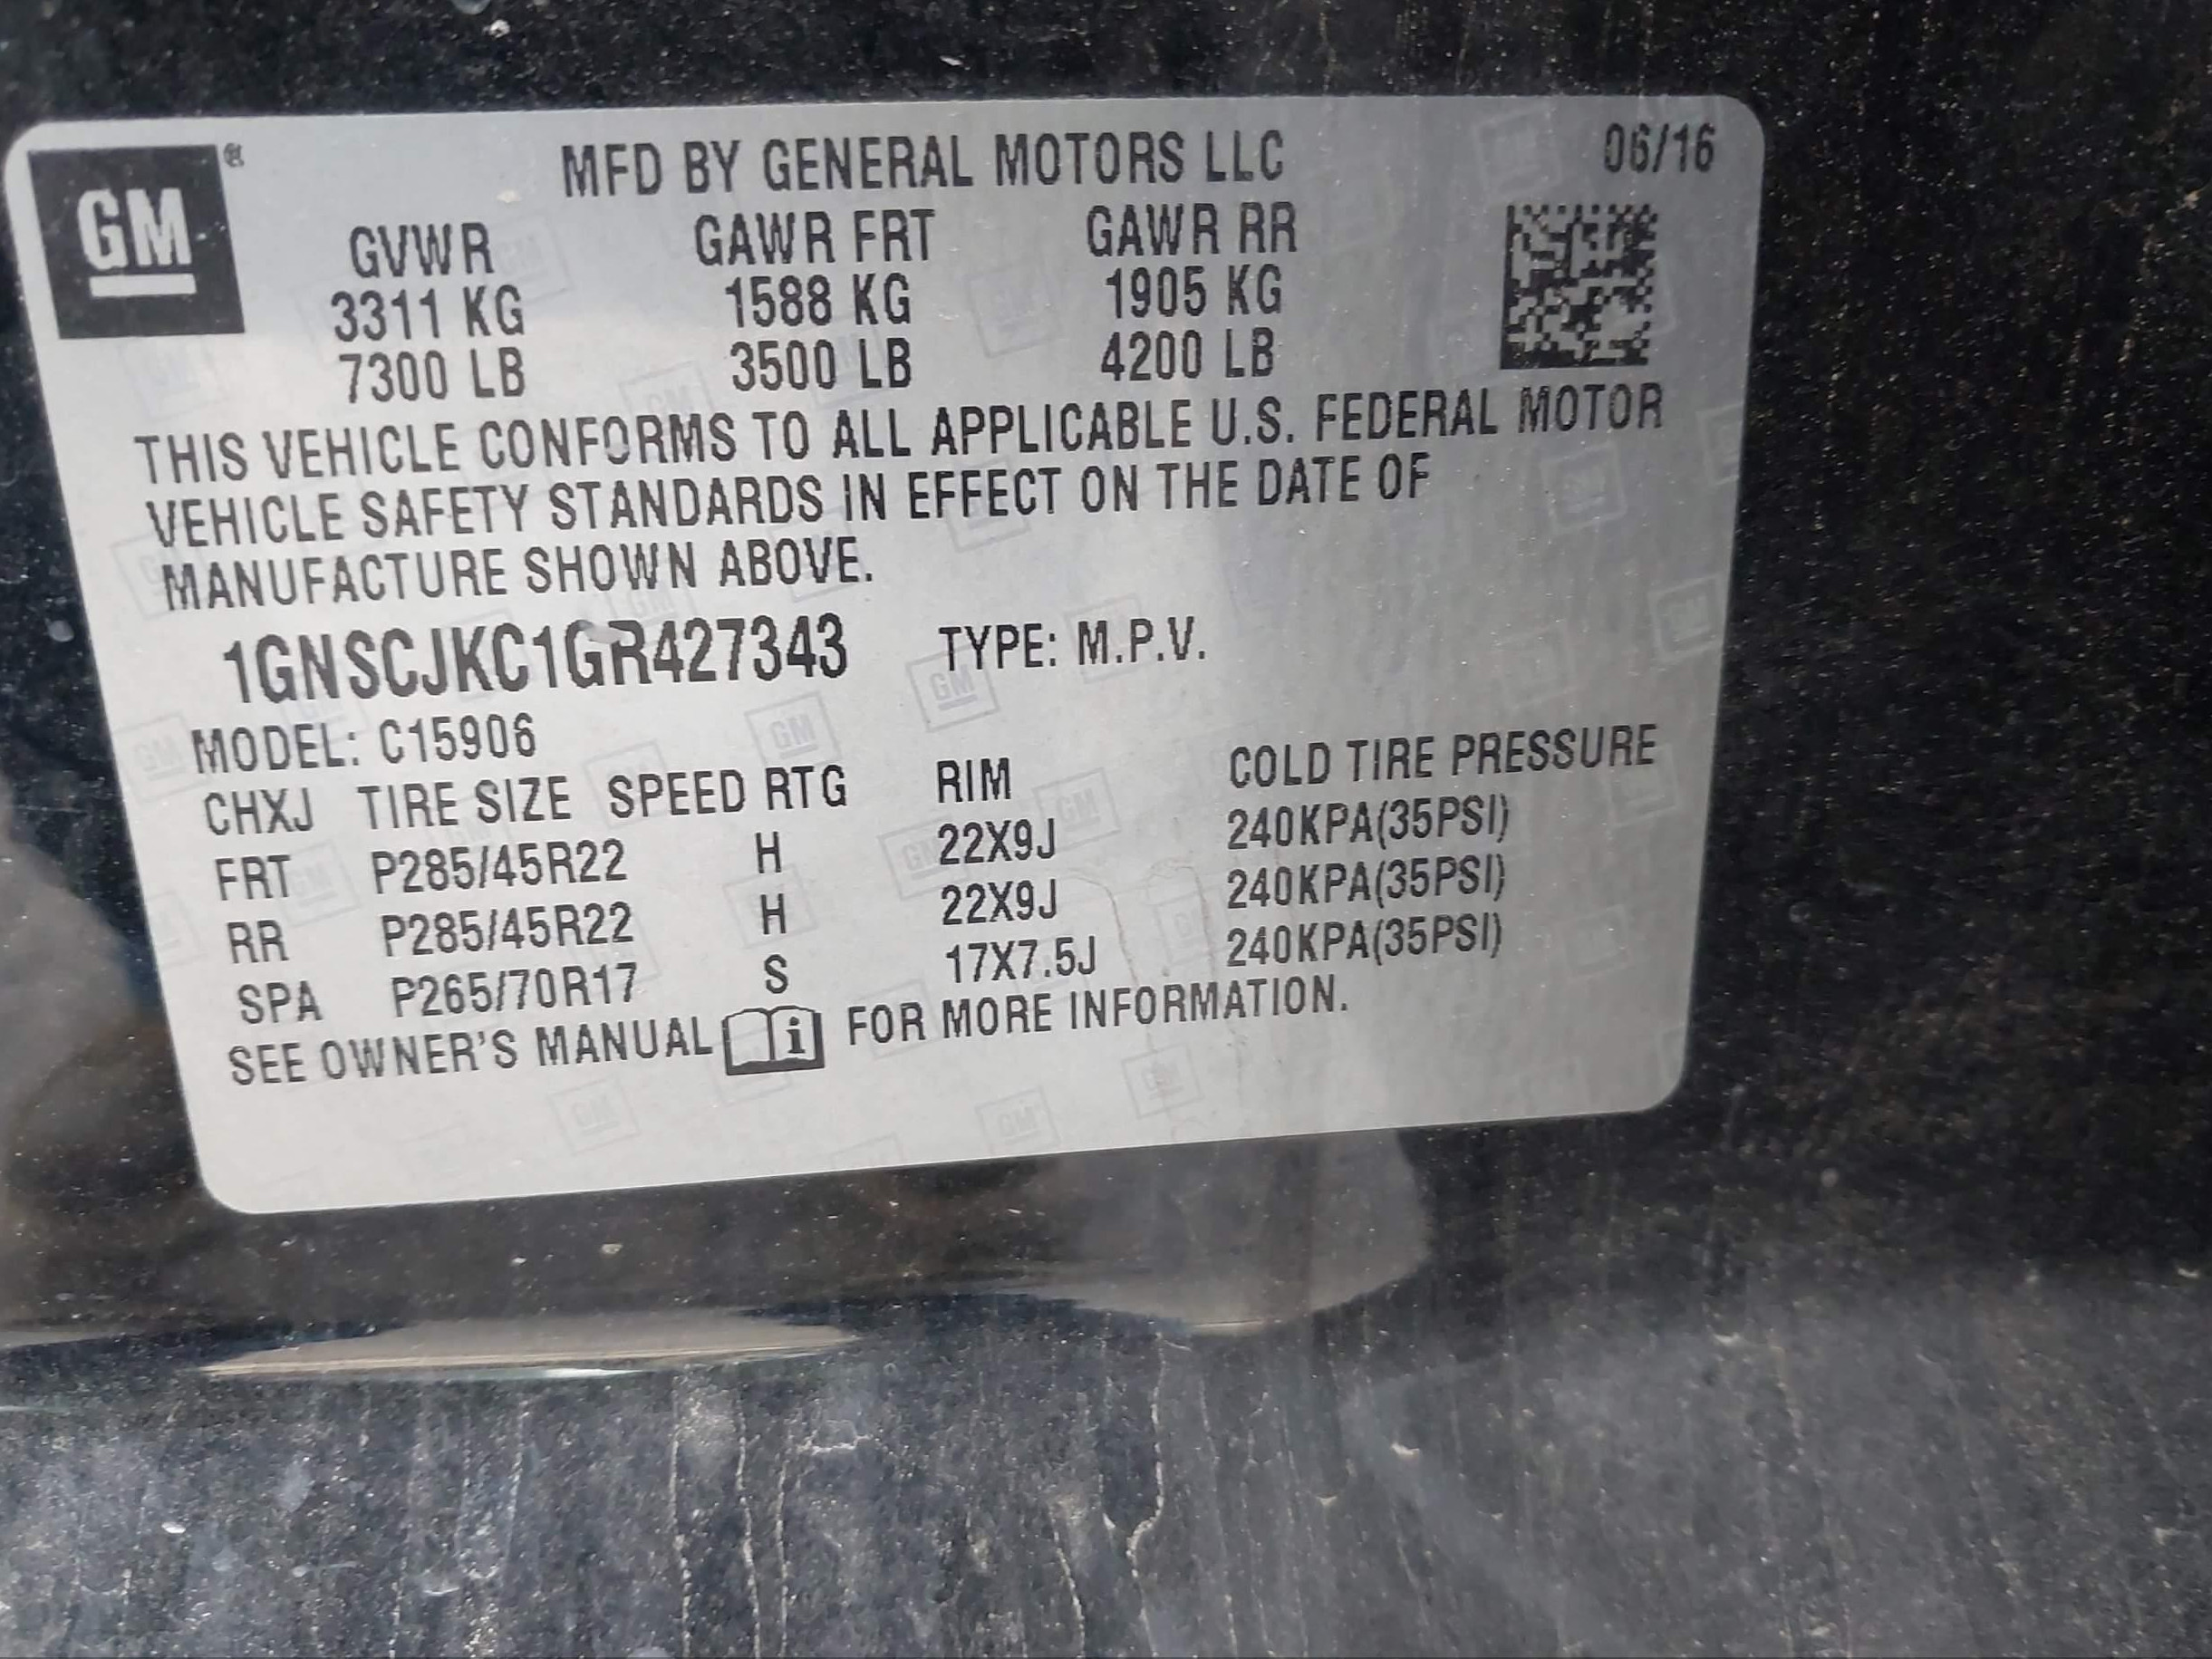 GM ®
MFD BY GENERAL MOTORS LLC 06/16
GVWR GAWR FRT GAWR RR
3311 KG 1588 KG 1905 KG
7300 LB 3500 LB 4200 LB
THIS VEHICLE CONFORMS TO ALL APPLICABLE U.S. FEDERAL MOTOR
VEHICLE SAFETY STANDARDS IN EFFECT ON THE DATE OF
MANUFACTURE SHOWN ABOVE.
1GNSCJKC1GR427343 TYPE: M.P.V.
MODEL: C15906
CHXJ TIRE SIZE SPEED RTG RIM COLD TIRE PRESSURE
FRT P285/45R22 H 22X9J 240KPA(35PSI)
RR P285/45R22 H 22X9J 240KPA(35PSI)
SPA P265/70R17 S 17X7.5J 240KPA(35PSI)
SEE OWNER'S MANUAL i FOR MORE INFORMATION.